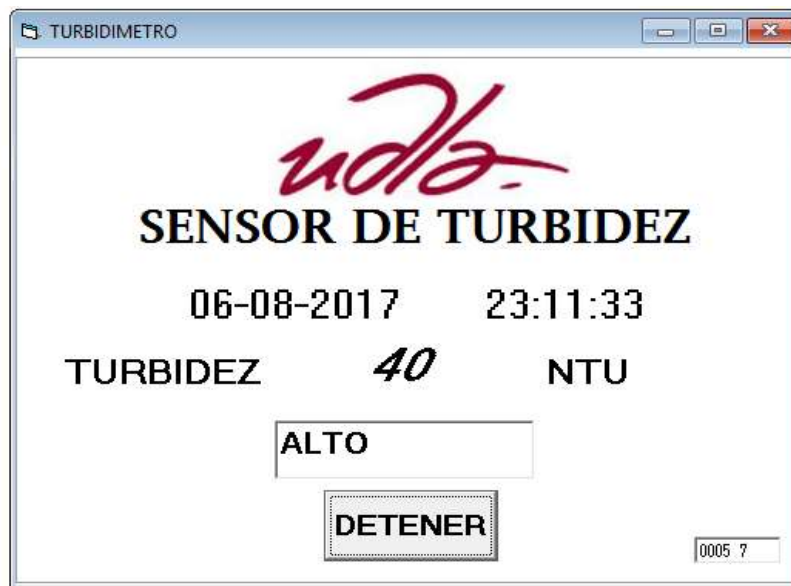 TURBIDIMETRO
udla-
SENSOR DE TURBIDEZ
06-08-2017 23:11:33
TURBIDEZ 40 NTU
ALTO
DETENER
0005 7